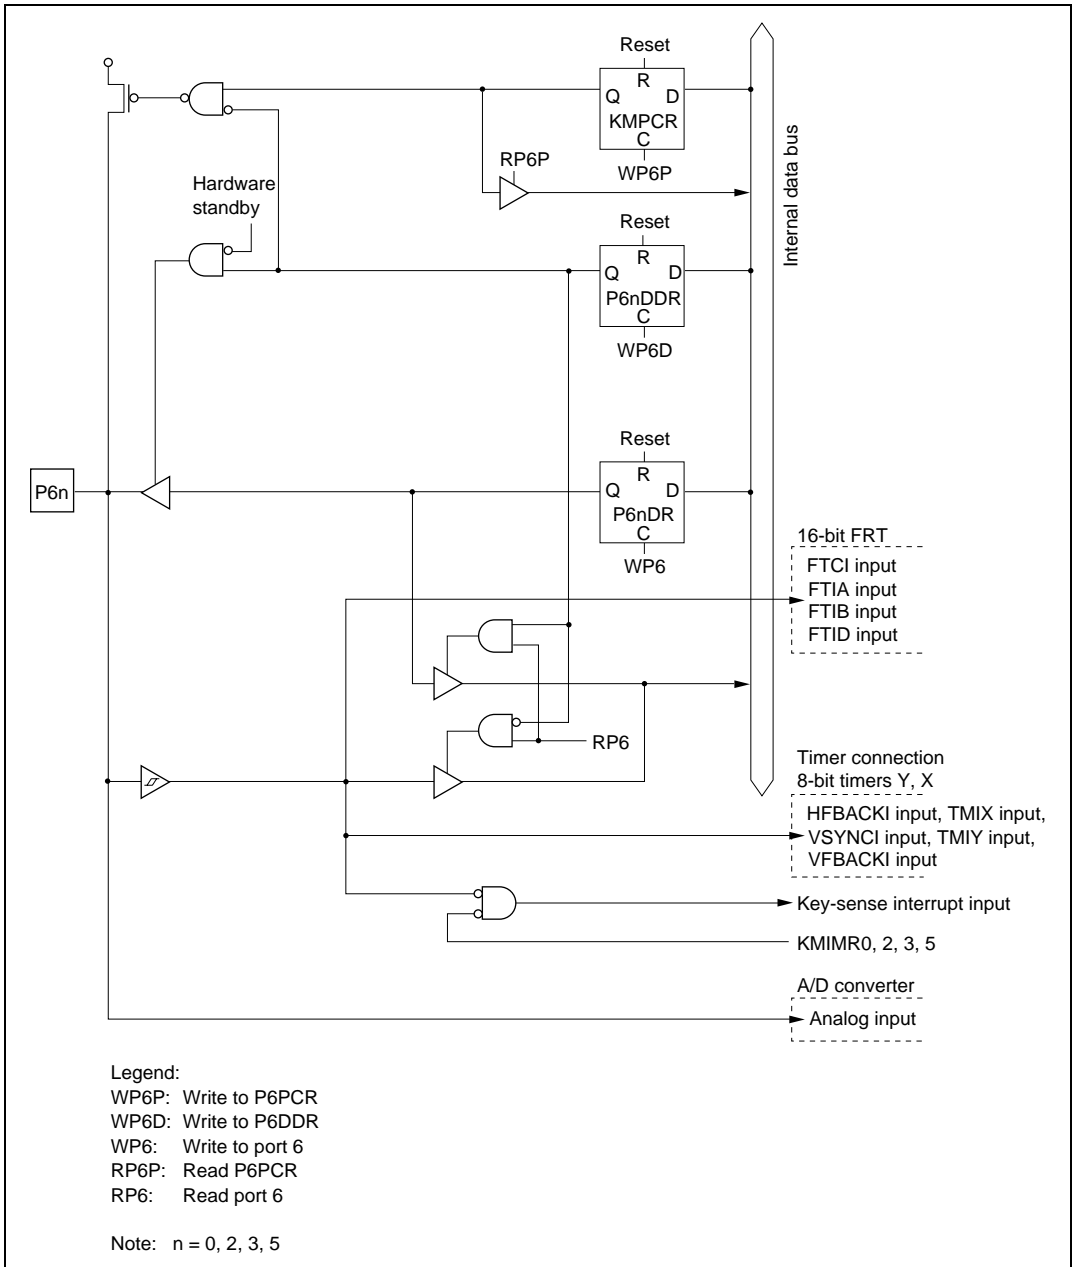 Reset
R
Q D
KMPCR
C
WP6P
RP6P
Hardware
standby
Internal data bus
Reset
R
Q D
P6nDDR
C
WP6D
Reset
R
Q D
P6nDR
C
WP6
P6n
16-bit FRT
FTCI input
FTIA input
FTIB input
FTID input
RP6
Timer connection
8-bit timers Y, X
HFBACKI input, TMIX input,
VSYNCI input, TMIY input,
VFBACKI input
Key-sense interrupt input
KMIMR0, 2, 3, 5
A/D converter
Analog input
Legend:
WP6P: Write to P6PCR
WP6D: Write to P6DDR
WP6: Write to port 6
RP6P: Read P6PCR
RP6: Read port 6
Note: n = 0, 2, 3, 5